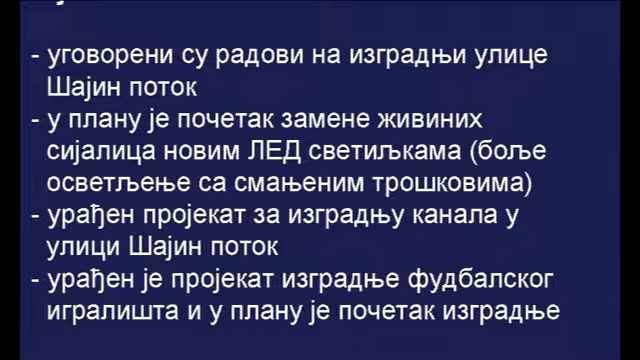 - уговорени су радови на изградњи улице
Шајин поток
- у плану је почетак замене живиних
сијалица новим ЛЕД светиљкама (боље
осветљење са смањеним трошковима)
- урађен пројекат за изградњу канала у
улици Шајин поток
- урађен је пројекат изградње фудбалског
игралишта и у плану је почетак изградње